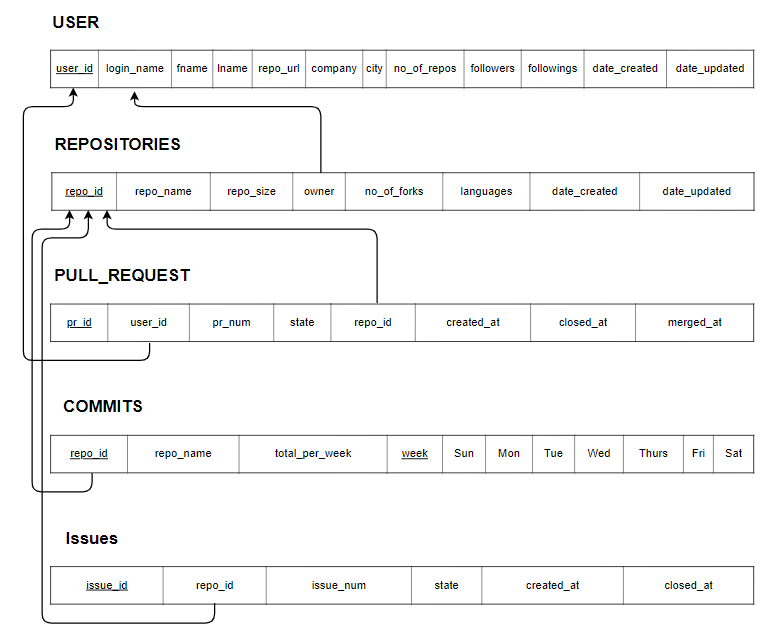 USER
user_id login_name fname lname repo_url company city no_of_repos followers followings date_created date_updated
REPOSITORIES
repo_id repo_name repo_size owner no_of_forks languages date_created date_updated
PULL_REQUEST
pr_id user_id pr_num state repo_id created_at closed_at merged_at
COMMITS
repo_id repo_name total_per_week week Sun Mon Tue Wed Thurs Fri Sat
Issues
issue_id repo_id issue_num state created_at closed_at